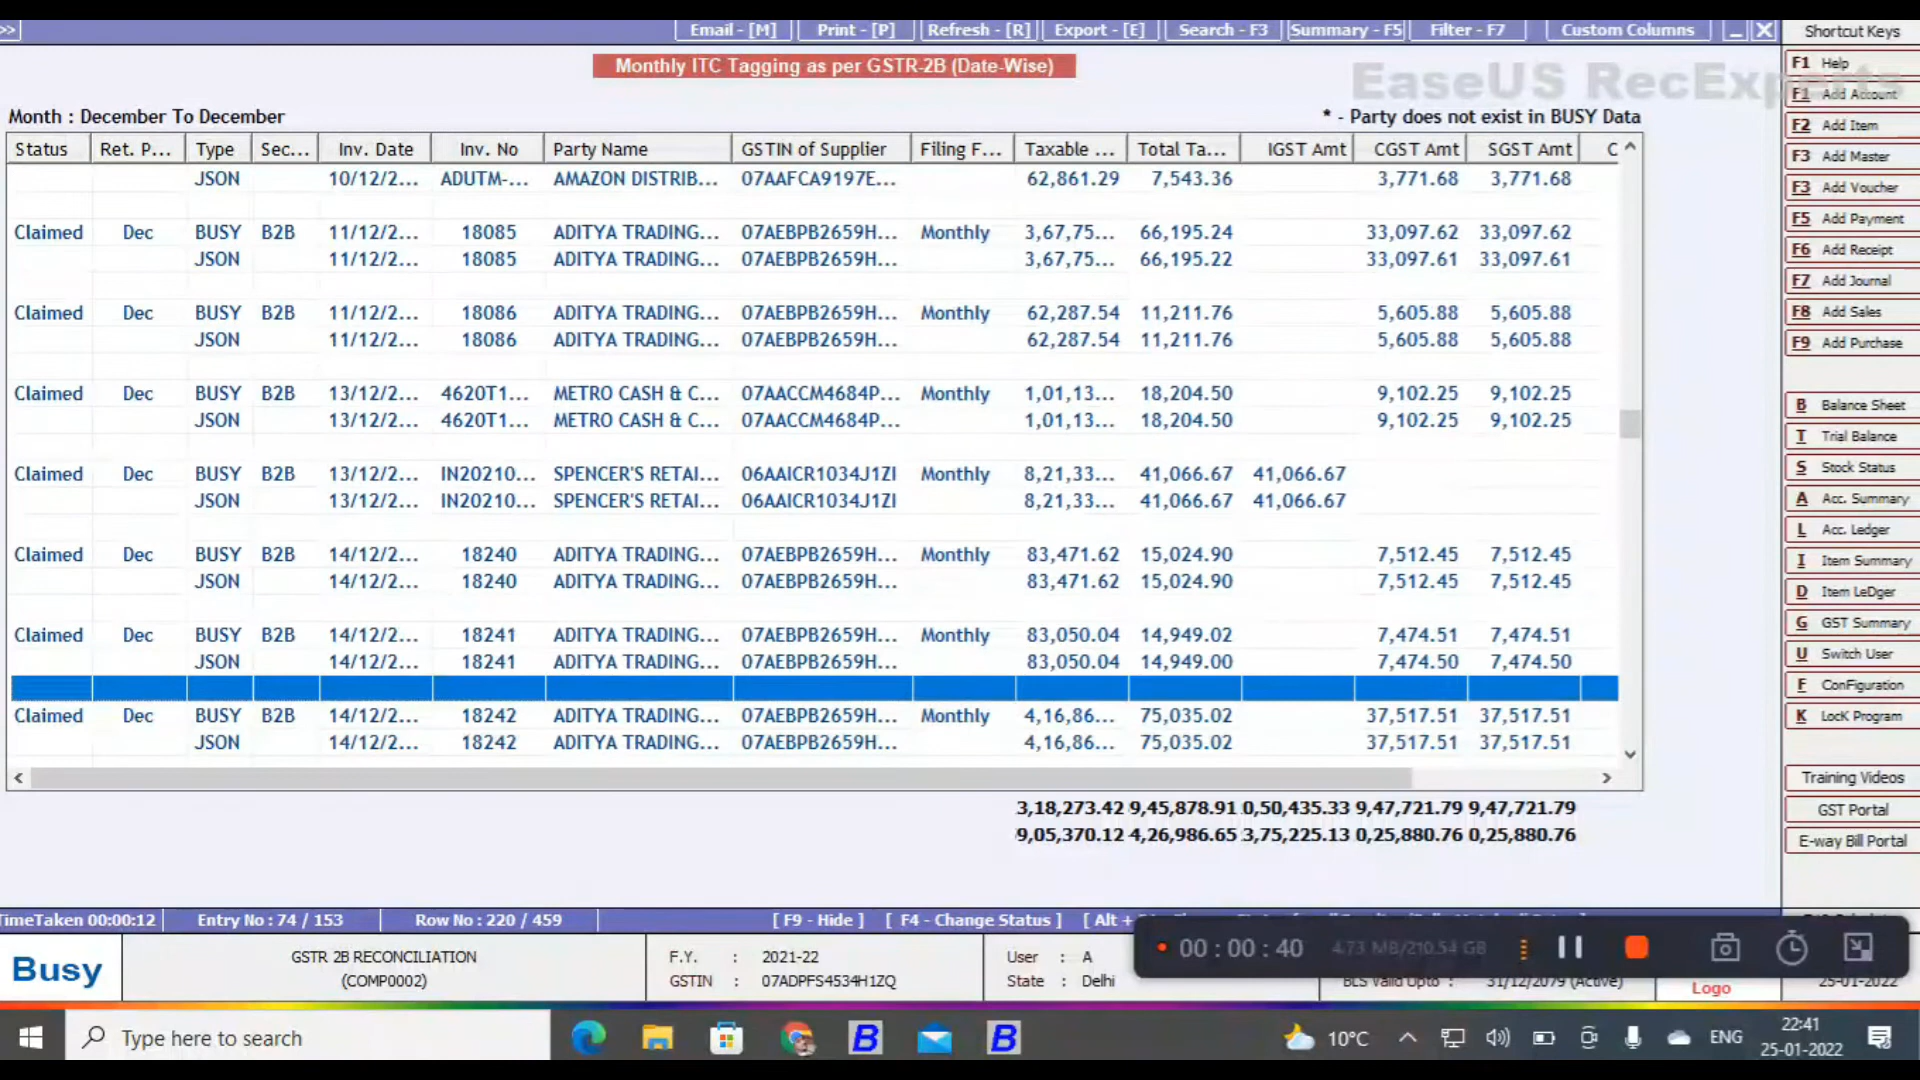 >> Email - [M] Print - [P] Refresh - [R] Export - [E] Search - F3 Summary - F5 Filter - F7 Custom Columns _ X Shortcut Keys
Monthly ITC Tagging as per GSTR-2B (Date-Wise)
EaseUS RecExperts
Month : December To December * - Party does not exist in BUSY Data
Status Ret. P... Type Sec... Inv. Date Inv. No Party Name GSTIN of Supplier Filing F... Taxable ... Total Ta... IGST Amt CGST Amt SGST Amt C
JSON 10/12/2... ADUTM-... AMAZON DISTRIB... 07AAFCA9197E... 62,861.29 7,543.36 3,771.68 3,771.68
Claimed Dec BUSY B2B 11/12/2... 18085 ADITYA TRADING... 07AEBPB2659H... Monthly 3,67,75... 66,195.24 33,097.62 33,097.62
JSON 11/12/2... 18085 ADITYA TRADING... 07AEBPB2659H... 3,67,75... 66,195.22 33,097.61 33,097.61
Claimed Dec BUSY B2B 11/12/2... 18086 ADITYA TRADING... 07AEBPB2659H... Monthly 62,287.54 11,211.76 5,605.88 5,605.88
JSON 11/12/2... 18086 ADITYA TRADING... 07AEBPB2659H... 62,287.54 11,211.76 5,605.88 5,605.88
Claimed Dec BUSY B2B 13/12/2... 4620T1... METRO CASH & C... 07AACCM4684P... Monthly 1,01,13... 18,204.50 9,102.25 9,102.25
JSON 13/12/2... 4620T1... METRO CASH & C... 07AACCM4684P... 1,01,13... 18,204.50 9,102.25 9,102.25
Claimed Dec BUSY B2B 13/12/2... IN20210... SPENCER'S RETAI... 06AAICR1034J1ZI Monthly 8,21,33... 41,066.67 41,066.67
JSON 13/12/2... IN20210... SPENCER'S RETAI... 06AAICR1034J1ZI 8,21,33... 41,066.67 41,066.67
Claimed Dec BUSY B2B 14/12/2... 18240 ADITYA TRADING... 07AEBPB2659H... Monthly 83,471.62 15,024.90 7,512.45 7,512.45
JSON 14/12/2... 18240 ADITYA TRADING... 07AEBPB2659H... 83,471.62 15,024.90 7,512.45 7,512.45
Claimed Dec BUSY B2B 14/12/2... 18241 ADITYA TRADING... 07AEBPB2659H... Monthly 83,050.04 14,949.02 7,474.51 7,474.51
JSON 14/12/2... 18241 ADITYA TRADING... 07AEBPB2659H... 83,050.04 14,949.00 7,474.50 7,474.50
Claimed Dec BUSY B2B 14/12/2... 18242 ADITYA TRADING... 07AEBPB2659H... Monthly 4,16,86... 75,035.02 37,517.51 37,517.51
JSON 14/12/2... 18242 ADITYA TRADING... 07AEBPB2659H... 4,16,86... 75,035.02 37,517.51 37,517.51
3,18,273.42 9,45,878.91 0,50,435.33 9,47,721.79 9,47,721.79
9,05,370.12 4,26,986.65 3,75,225.13 0,25,880.76 0,25,880.76
F1 Help
F1 Add Account
F2 Add Item
F3 Add Master
F3 Add Voucher
F5 Add Payment
F6 Add Receipt
F7 Add Journal
F8 Add Sales
F9 Add Purchase
B Balance Sheet
T Trial Balance
S Stock Status
A Acc. Summary
L Acc. Ledger
I Item Summary
D Item LeDger
G GST Summary
U Switch User
F ConFiguration
K LocK Program
Training Videos
GST Portal
E-way Bill Portal
TimeTaken 00:00:12 Entry No : 74 / 153 Row No : 220 / 459 [ F9 - Hide ] [ F4 - Change Status ] [ Alt +
Busy
GSTR 2B RECONCILIATION
(COMP0002)
F.Y. : 2021-22
GSTIN : 07ADPFS4534H1ZQ
User : A
State : Delhi
00 : 00 : 40 4.73 MB/210.54 GB
BLS Valid Upto : 31/12/2079 (Active)
Logo
25-01-2022
Type here to search
B
B
10°C
ENG
22:41
25-01-2022